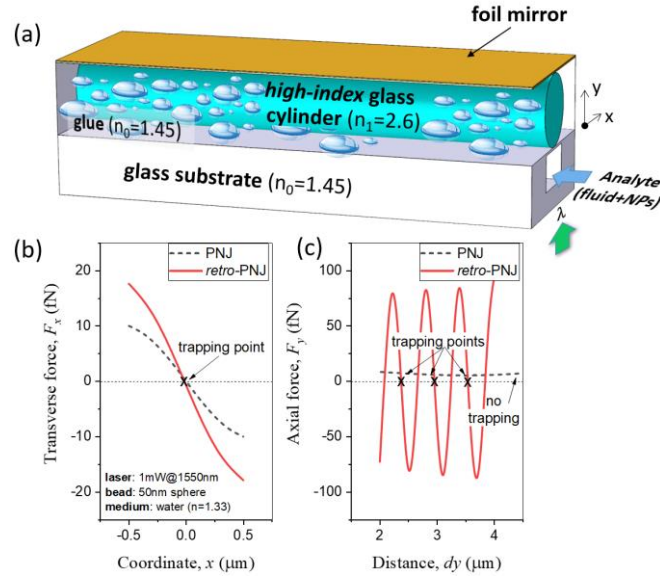 (a)
foil mirror
high-index glass
cylinder (n1=2.6)
glue (n0=1.45)
glass substrate (n0=1.45)
y
x
Analyte
(fluid+NPs)
λ
(b)
PNJ
retro-PNJ
trapping point
laser: 1mW@1550nm
bead: 50nm sphere
medium: water (n=1.33)
Transverse force, Fx (fN)
20
10
0
-10
-20
-0.5
0.0
0.5
Coordinate, x (μm)
(c)
PNJ
retro-PNJ
trapping points
no
trapping
Axial force, Fy (fN)
100
50
0
-50
-100
2
3
4
Distance, dy (μm)